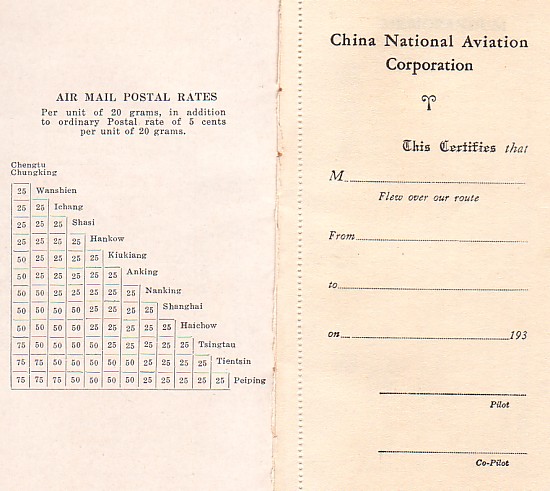 AIR MAIL POSTAL RATES
Per unit of 20 grams, in addition
to ordinary Postal rate of 5 cents
per unit of 20 grams.
Chengtu
Chungking
25 Wanshien
25 25 Ichang
25 25 25 Shasi
25 25 25 25 Hankow
50 25 25 25 25 Kiukiang
50 25 25 25 25 25 Anking
50 50 25 25 25 25 25 Nanking
50 50 50 50 25 25 25 25 Shanghai
50 50 50 50 25 25 25 25 25 Haichow
75 50 50 50 50 50 25 25 25 25 Tsingtau
75 75 50 50 50 50 50 25 25 25 25 Tientsin
75 75 75 50 50 50 50 25 25 25 25 25 Peiping
China National Aviation
Corporation
This Certifies that
M
Flew over our route
From
to
on 193
Pilot
Co-Pilot